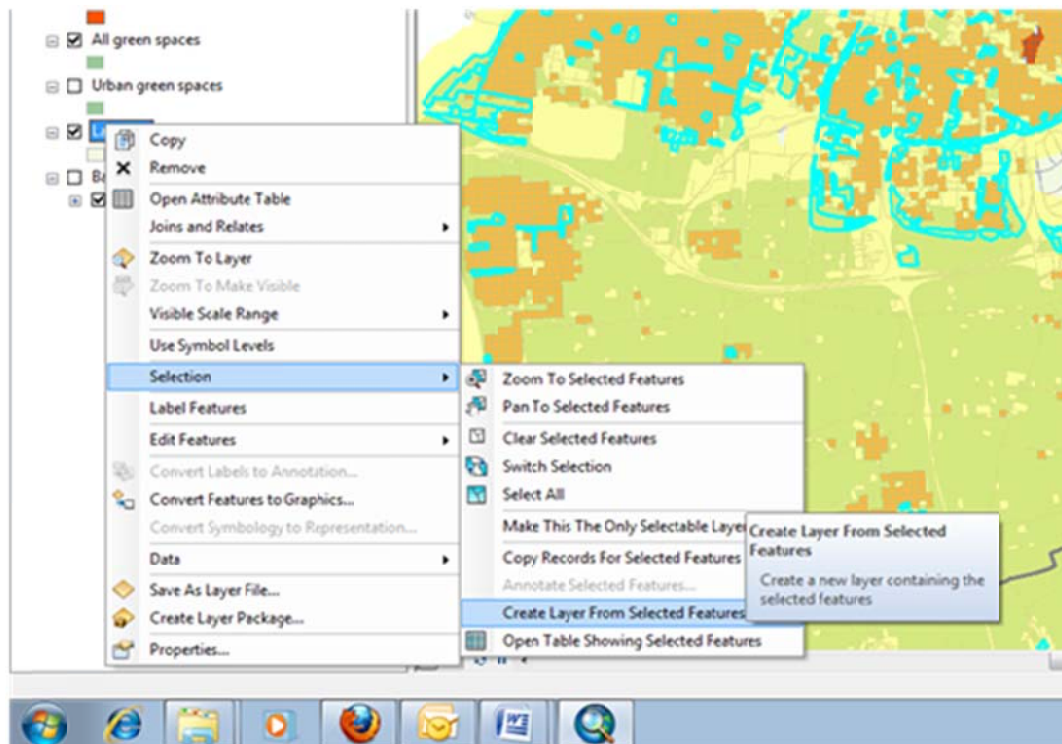 All green spaces
Urban green spaces
Copy
Remove
Open Attribute Table
Joins and Relates
Zoom To Layer
Zoom To Make Visible
Visible Scale Range
Use Symbol Levels
Selection
Label Features
Edit Features
Convert Labels to Annotation...
Convert Features to Graphics...
Convert Symbology to Representation...
Data
Save As Layer File...
Create Layer Package...
Properties...
Zoom To Selected Features
Pan To Selected Features
Clear Selected Features
Switch Selection
Select All
Make This The Only Selectable Layer
Copy Records For Selected Features
Annotate Selected Features...
Create Layer From Selected Features
Open Table Showing Selected Features
Create Layer From Selected
Features
Create a new layer containing the
selected features